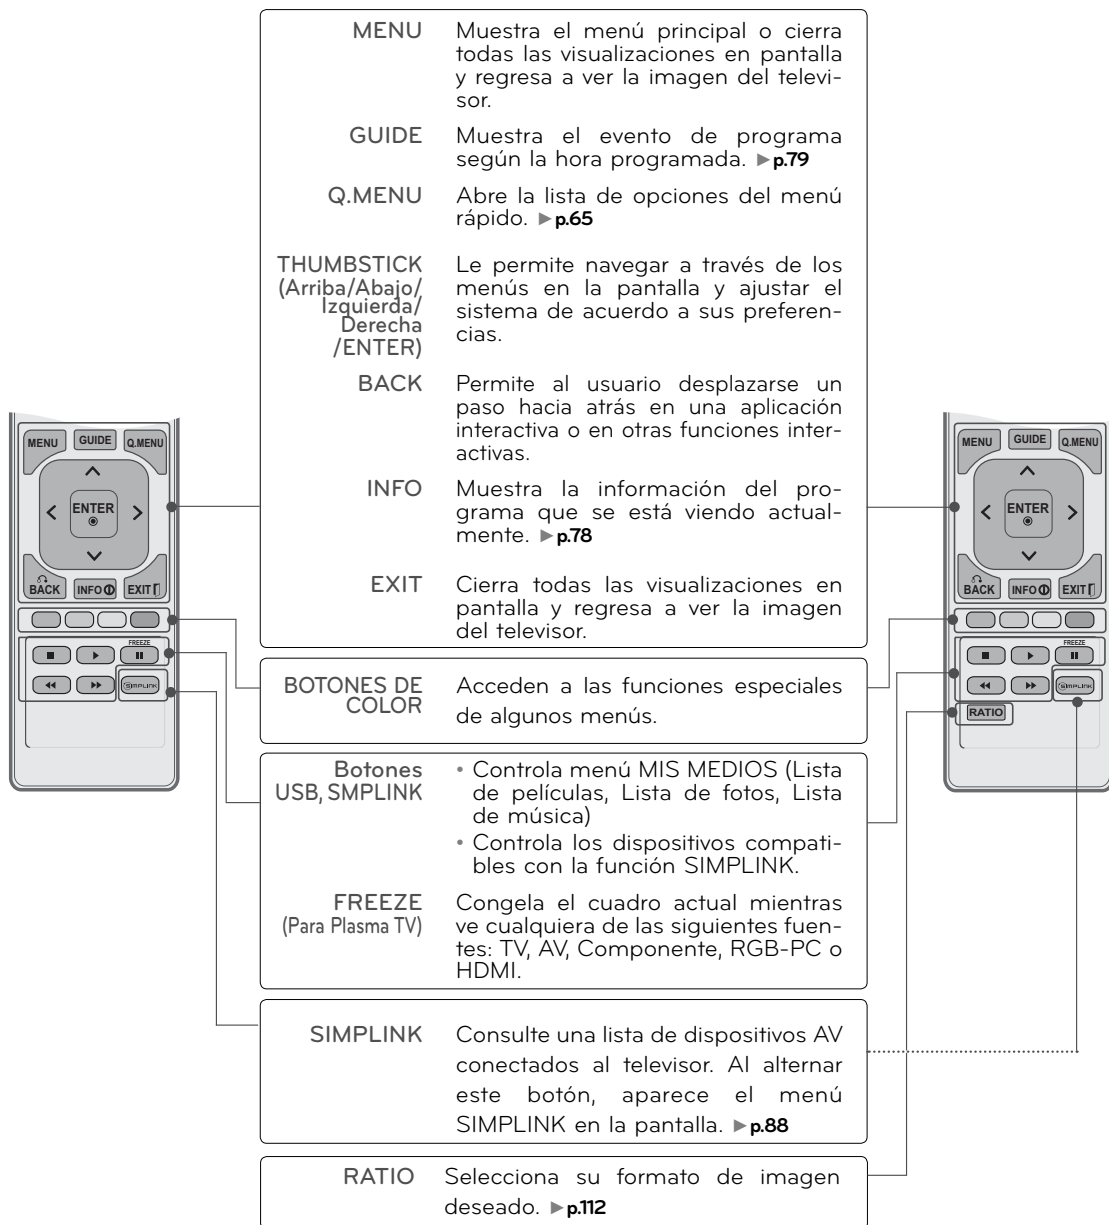 MENU Muestra el menú principal o cierra
todas las visualizaciones en pantalla
y regresa a ver la imagen del televi-
sor.
GUIDE Muestra el evento de programa
según la hora programada. ►p.79
Q.MENU Abre la lista de opciones del menú
rápido. ►p.65
THUMBSTICK Le permite navegar a través de los
(Arriba/Abajo/ menús en la pantalla y ajustar el
Izquierda/ sistema de acuerdo a sus preferen-
Derecha cias.
/ENTER)
BACK Permite al usuario desplazarse un
paso hacia atrás en una aplicación
interactiva o en otras funciones inter-
activas.
INFO Muestra la información del pro-
grama que se está viendo actual-
mente. ►p.78
EXIT Cierra todas las visualizaciones en
pantalla y regresa a ver la imagen
del televisor.
BOTONES DE Acceden a las funciones especiales
COLOR de algunos menús.
Botones • Controla menú MIS MEDIOS (Lista
USB, SMPLINK de películas, Lista de fotos, Lista
de música)
• Controla los dispositivos compati-
bles con la función SIMPLINK.
FREEZE Congela el cuadro actual mientras
(Para Plasma TV) ve cualquiera de las siguientes fuen-
tes: TV, AV, Componente, RGB-PC o
HDMI.
SIMPLINK Consulte una lista de dispositivos AV
conectados al televisor. Al alternar
este botón, aparece el menú
SIMPLINK en la pantalla. ►p.88
RATIO Selecciona su formato de imagen
deseado. ►p.112
MENU GUIDE Q.MENU
ENTER
BACK INFO EXIT
FREEZE
SIMPLINK
MENU GUIDE Q.MENU
ENTER
BACK INFO EXIT
FREEZE
SIMPLINK
RATIO